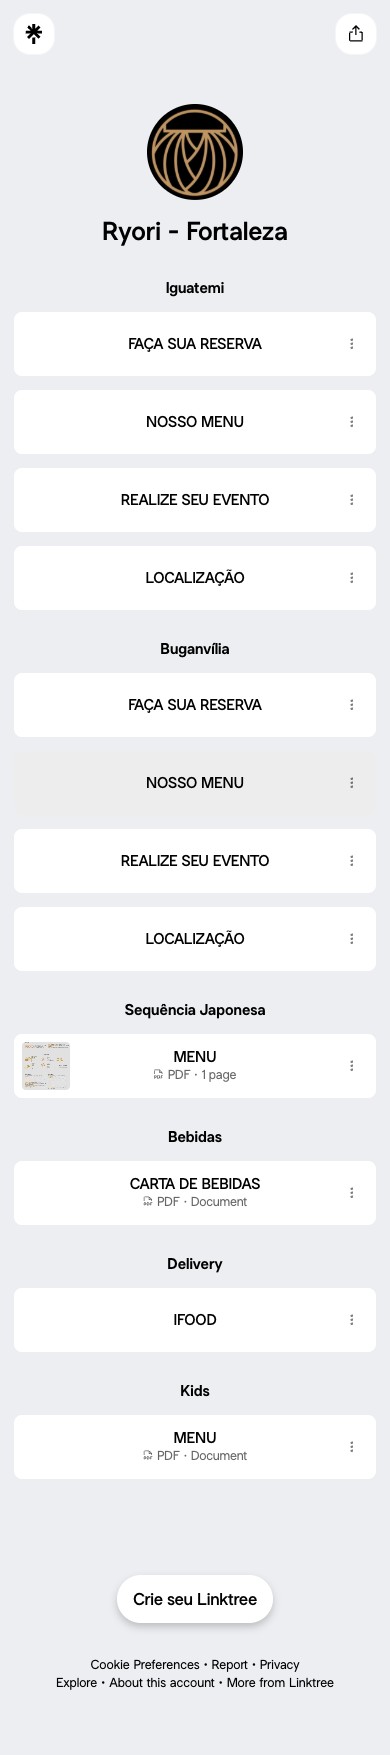 Ryori - Fortaleza
Iguatemi
FAÇA SUA RESERVA
NOSSO MENU
REALIZE SEU EVENTO
LOCALIZAÇÃO
Buganvília
FAÇA SUA RESERVA
NOSSO MENU
REALIZE SEU EVENTO
LOCALIZAÇÃO
Sequência Japonesa
MENU
PDF · 1 page
Bebidas
CARTA DE BEBIDAS
PDF · Document
Delivery
IFOOD
Kids
MENU
PDF · Document
Crie seu Linktree
Cookie Preferences • Report • Privacy
Explore • About this account • More from Linktree